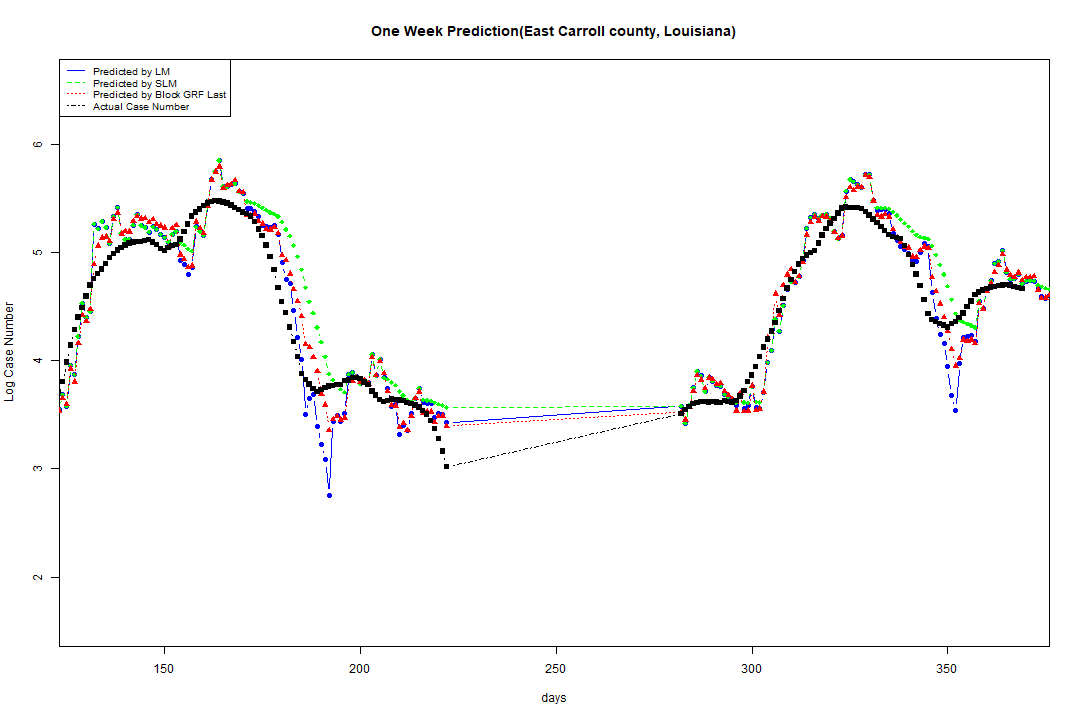 One Week Prediction(East Carroll county, Louisiana)
Predicted by LM
Predicted by SLM
Predicted by Block GRF Last
Actual Case Number
6
5
4
3
2
Log Case Number
150 200 250 300 350
days